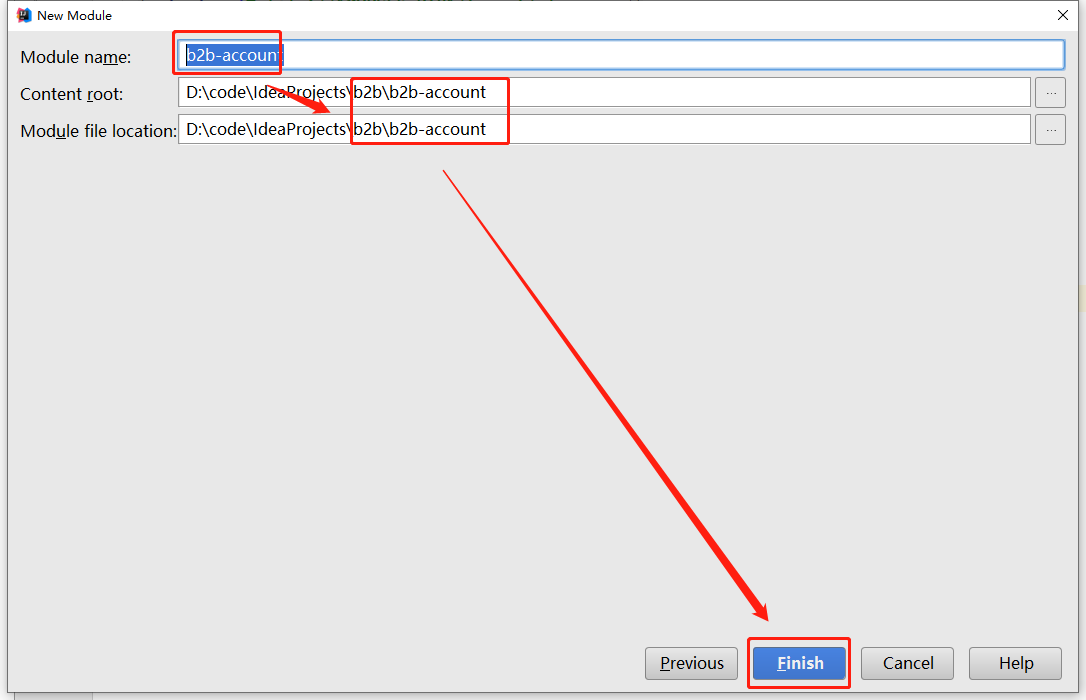 New Module
Module name: b2b-account
Content root: D:\code\IdeaProjects\b2b\b2b-account ...
Module file location: D:\code\IdeaProjects\b2b\b2b-account ...
Previous Finish Cancel Help